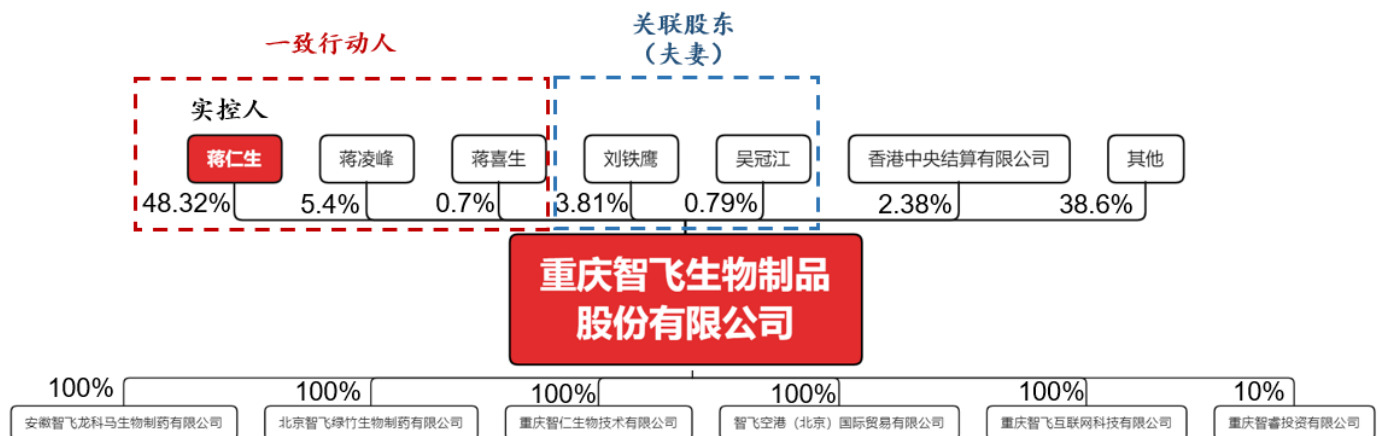 关联股东
（夫妻）
一致行动人
实控人
蒋仁生
蒋凌峰
蒋喜生
刘铁鹰
吴冠江
香港中央结算有限公司
其他
48.32%
5.4%
0.7%
3.81%
0.79%
2.38%
38.6%
重庆智飞生物制品
股份有限公司
100%
100%
100%
100%
100%
10%
安徽智飞龙科马生物制药有限公司
北京智飞绿竹生物制药有限公司
重庆智仁生物技术有限公司
智飞空港（北京）国际贸易有限公司
重庆智飞互联网科技有限公司
重庆智睿投资有限公司